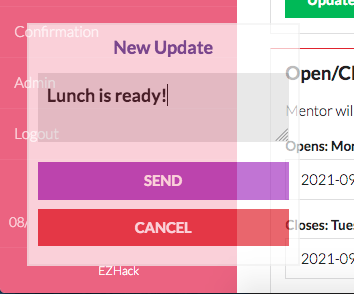 Update
Confirmation
New Update
Open/Cl
Admin
Lunch is ready!
Mentor wil
Logout
Opens: Mon
SEND
2021-09
08/
CANCEL
Closes: Tues
2021-09
EZHack